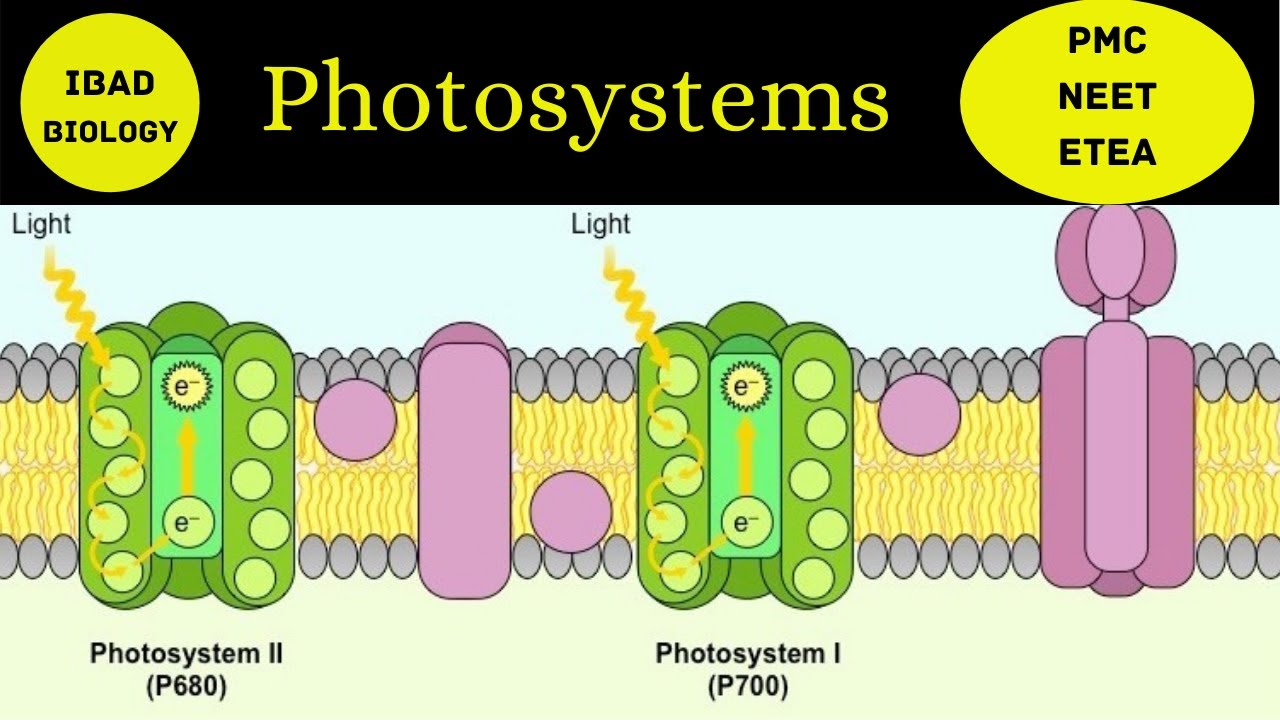 IBAD
BIOLOGY
Photosystems
PMC
NEET
ETEA
Light
Light
e⁻
e⁻
e⁻
e⁻
Photosystem II
(P680)
Photosystem I
(P700)